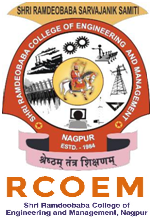 SHRI RAMDEOBABA SARVAJANIK SAMITI
SHRI RAMDEOBABA COLLEGE OF ENGINEERING AND MANAGEMENT
NAGPUR
ESTD. - 1984
श्रेष्ठम् तंत्र शिक्षणम्
RCOEM
Shri Ramdeobaba College of
Engineering and Management, Nagpur